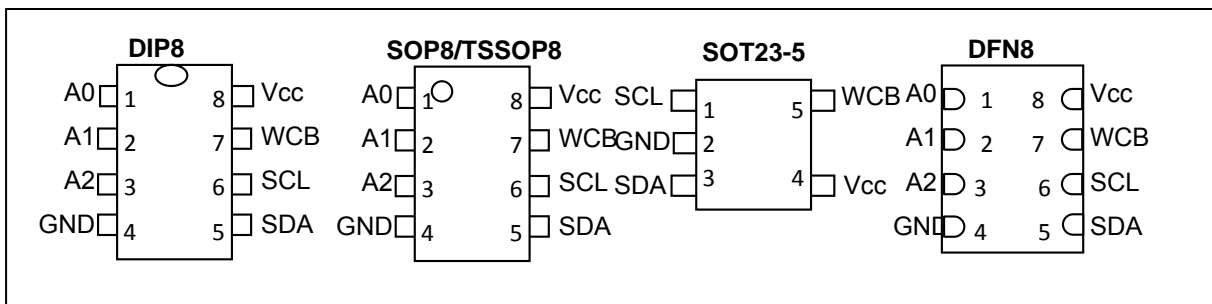 DIP8
A0 1 8 Vcc
A1 2 7 WCB
A2 3 6 SCL
GND 4 5 SDA
SOP8/TSSOP8
A0 1 8 Vcc
A1 2 7 WCB
A2 3 6 SCL
GND 4 5 SDA
SOT23-5
SCL 1 5 WCB
GND 2
SDA 3 4 Vcc
DFN8
A0 1 8 Vcc
A1 2 7 WCB
A2 3 6 SCL
GND 4 5 SDA